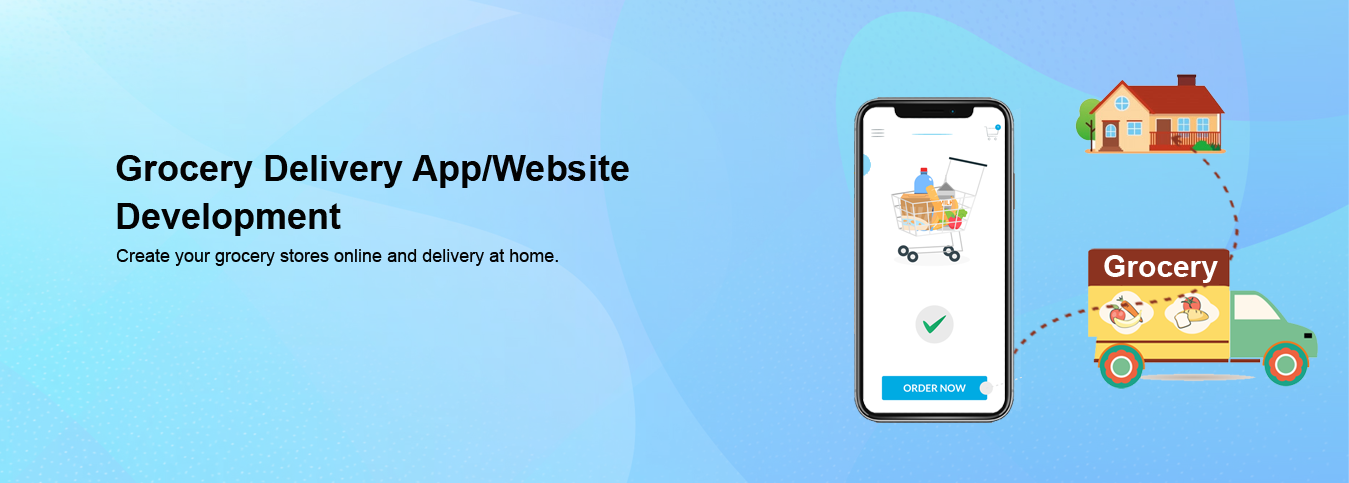 Grocery Delivery App/Website
Development
Create your grocery stores online and delivery at home.
ORDER NOW
Grocery